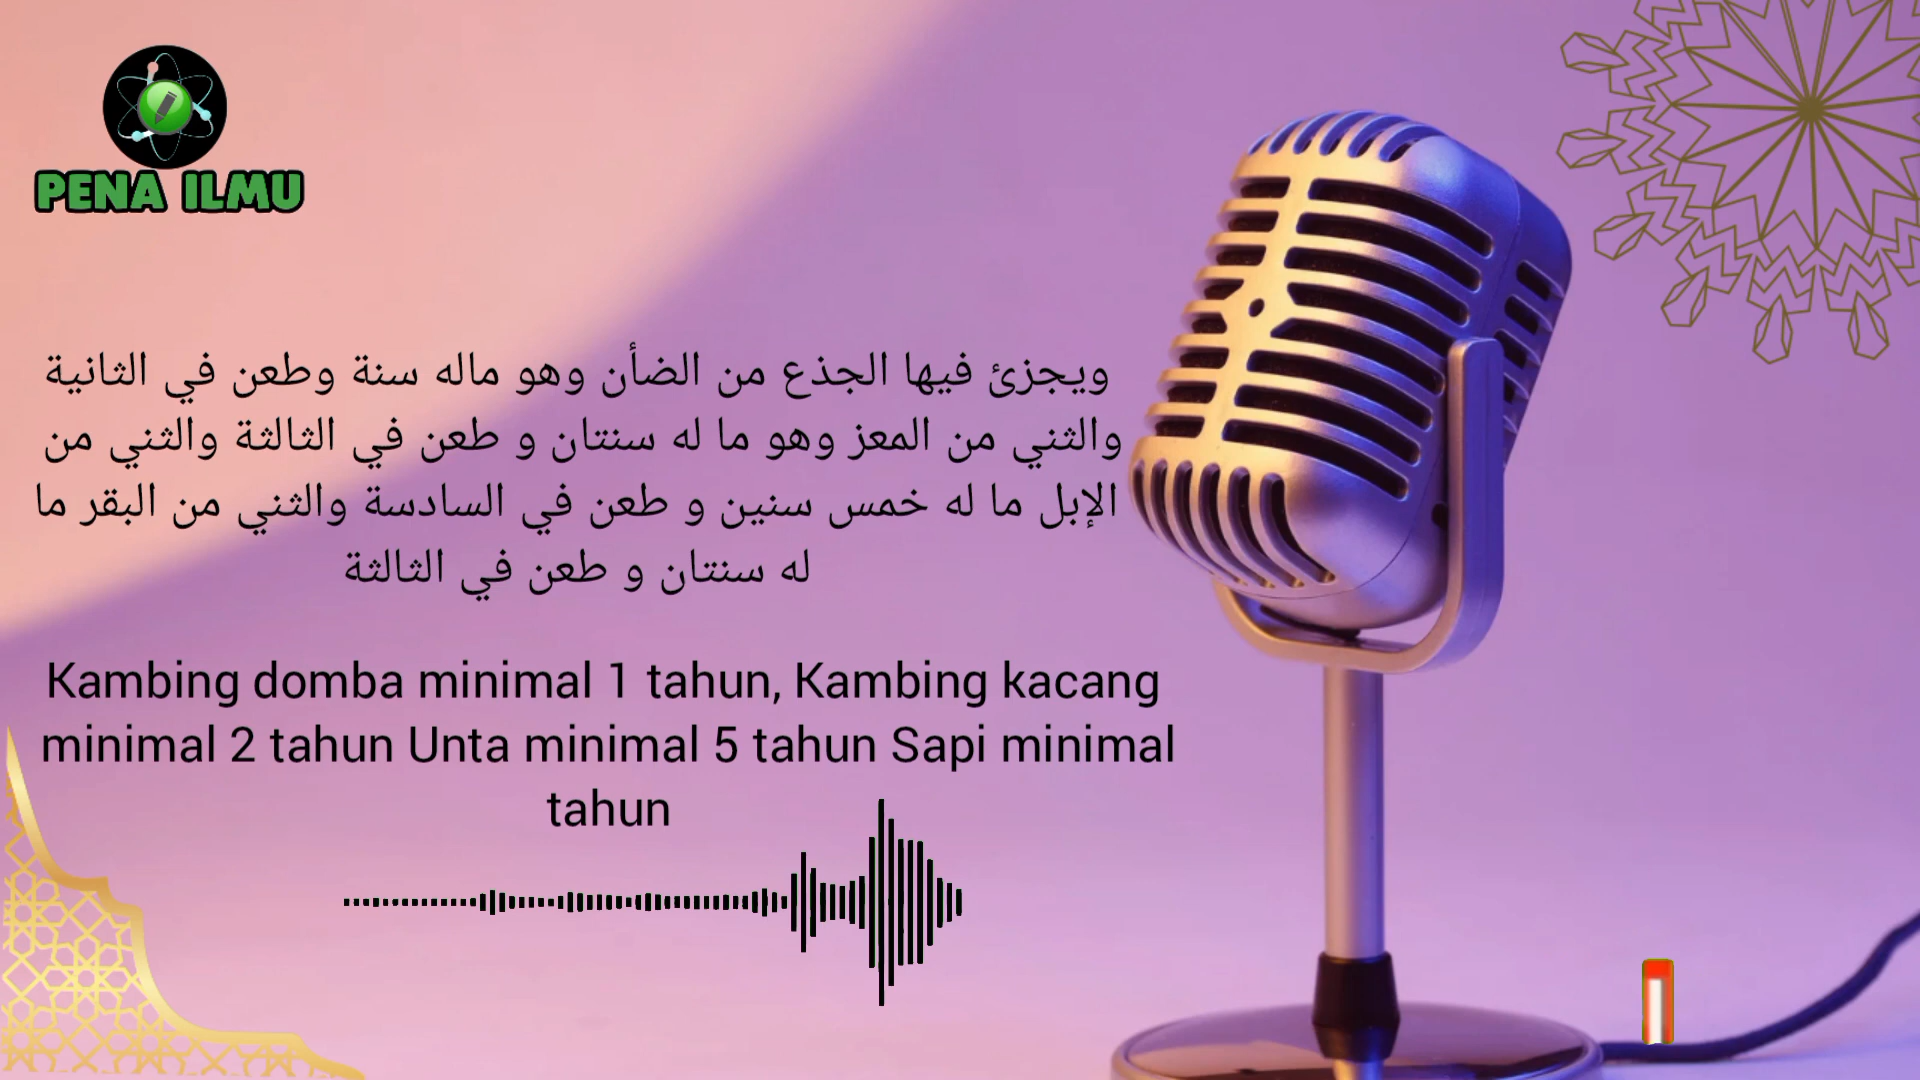 PENA ILMU
ويجزئ فيها الجذع من الضأن وهو ماله سنة وطعن في الثانية
والثني من المعز وهو ما له سنتان و طعن في الثالثة والثني من
الإبل ما له خمس سنين و طعن في السادسة والثني من البقر ما
له سنتان و طعن في الثالثة
Kambing domba minimal 1 tahun, Kambing kacang
minimal 2 tahun Unta minimal 5 tahun Sapi minimal
tahun